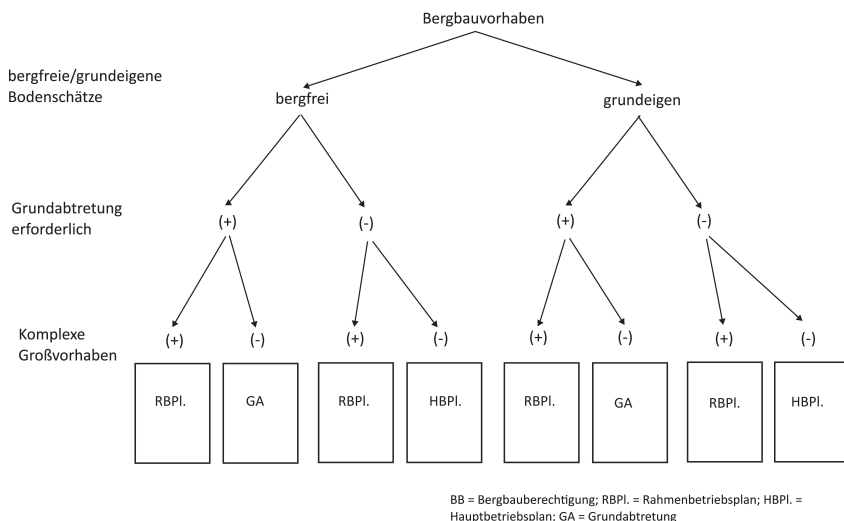 Bergbauvorhaben
bergfreie/grundeigene
Bodenschätze
bergfrei
grundeigen
Grundabtretung
erforderlich
(+)
(-)
(+)
(-)
Komplexe
Großvorhaben
(+)
(-)
(+)
(-)
(+)
(-)
(+)
(-)
RBPl.
GA
RBPl.
HBPl.
RBPl.
GA
RBPl.
HBPl.
BB = Bergbauberechtigung; RBPl. = Rahmenbetriebsplan; HBPl. =
Hauptbetriebsplan; GA = Grundabtretung